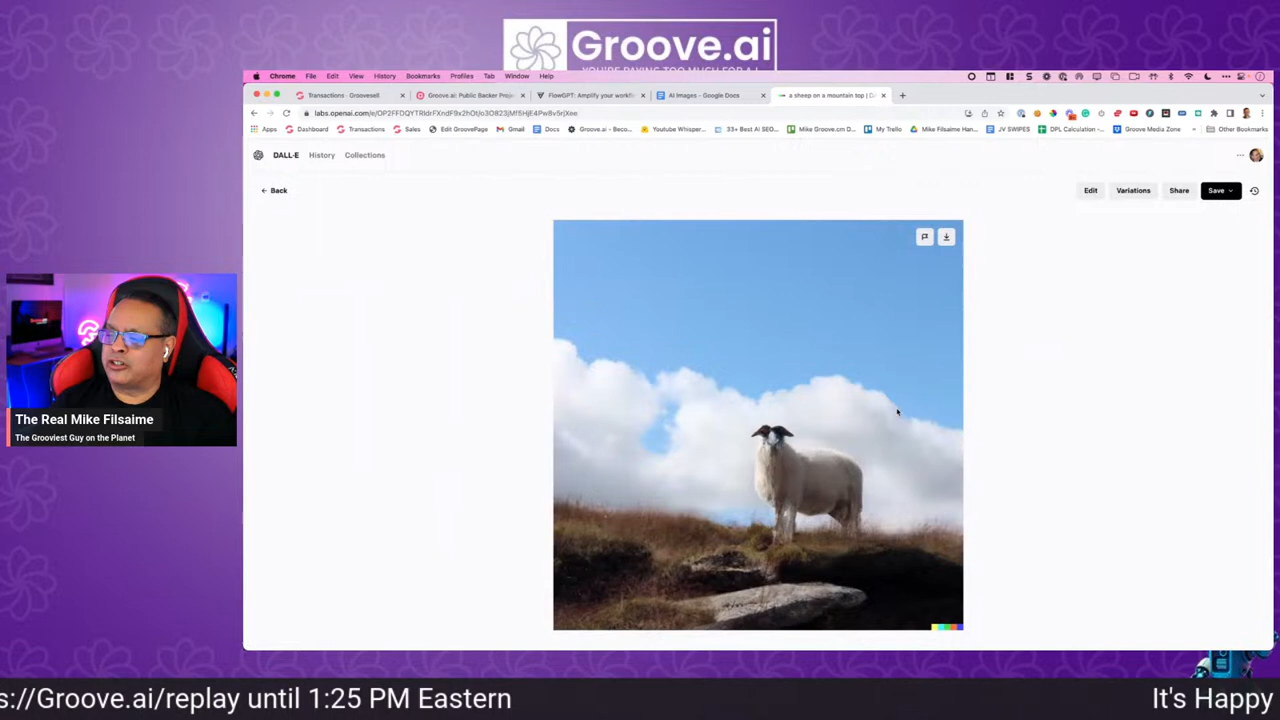 Groove.ai
YOU'RE PAYING TOO MUCH FOR A.I.
Chrome File Edit View History Bookmarks Profiles Tab Window Help
Transactions - Groovesell
Groove.ai: Public Backer Proje
FlowGPT: Amplify your workfl
AI Images - Google Docs
a sheep on a mountain top | DA
Apps Dashboard Transactions Sales Edit GroovePage Gmail Docs Groove.ai - Beco... Youtube Whisper... 33+ Best AI SEO... Mike Groove.cm D... My Trello Mike Filsaime Han... JV SWIPES DPL Calculation -... Groove Media Zone Other Bookmarks
DALL·E History Collections
Back Edit Variations Share Save
The Real Mike Filsaime
The Grooviest Guy on the Planet
s://Groove.ai/replay until 1:25 PM Eastern It's Happy